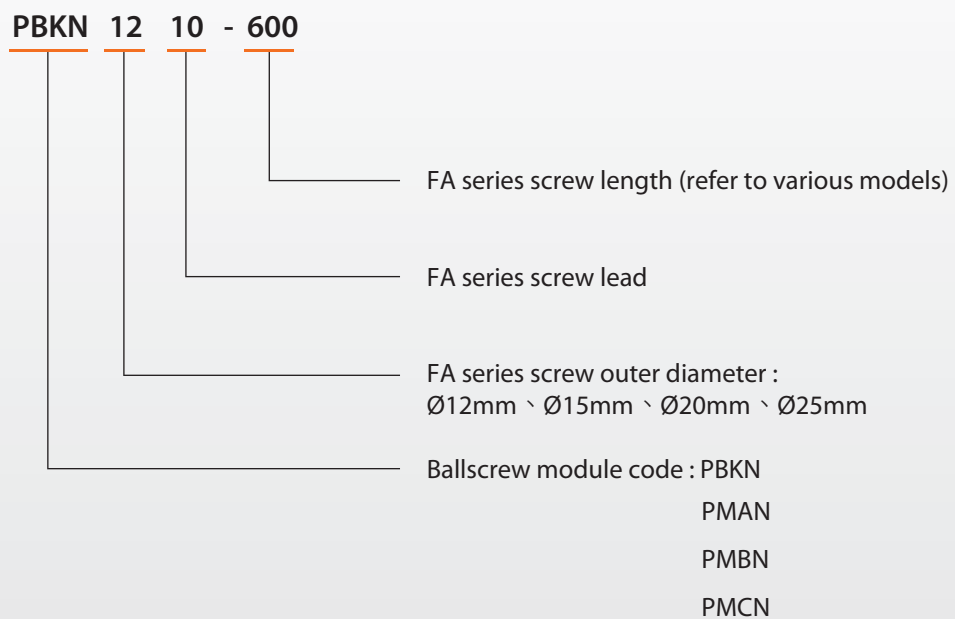 PBKN 12 10 - 600
FA series screw length (refer to various models)
FA series screw lead
FA series screw outer diameter :
Ø12mm、Ø15mm、Ø20mm、Ø25mm
Ballscrew module code : PBKN
PMAN
PMBN
PMCN